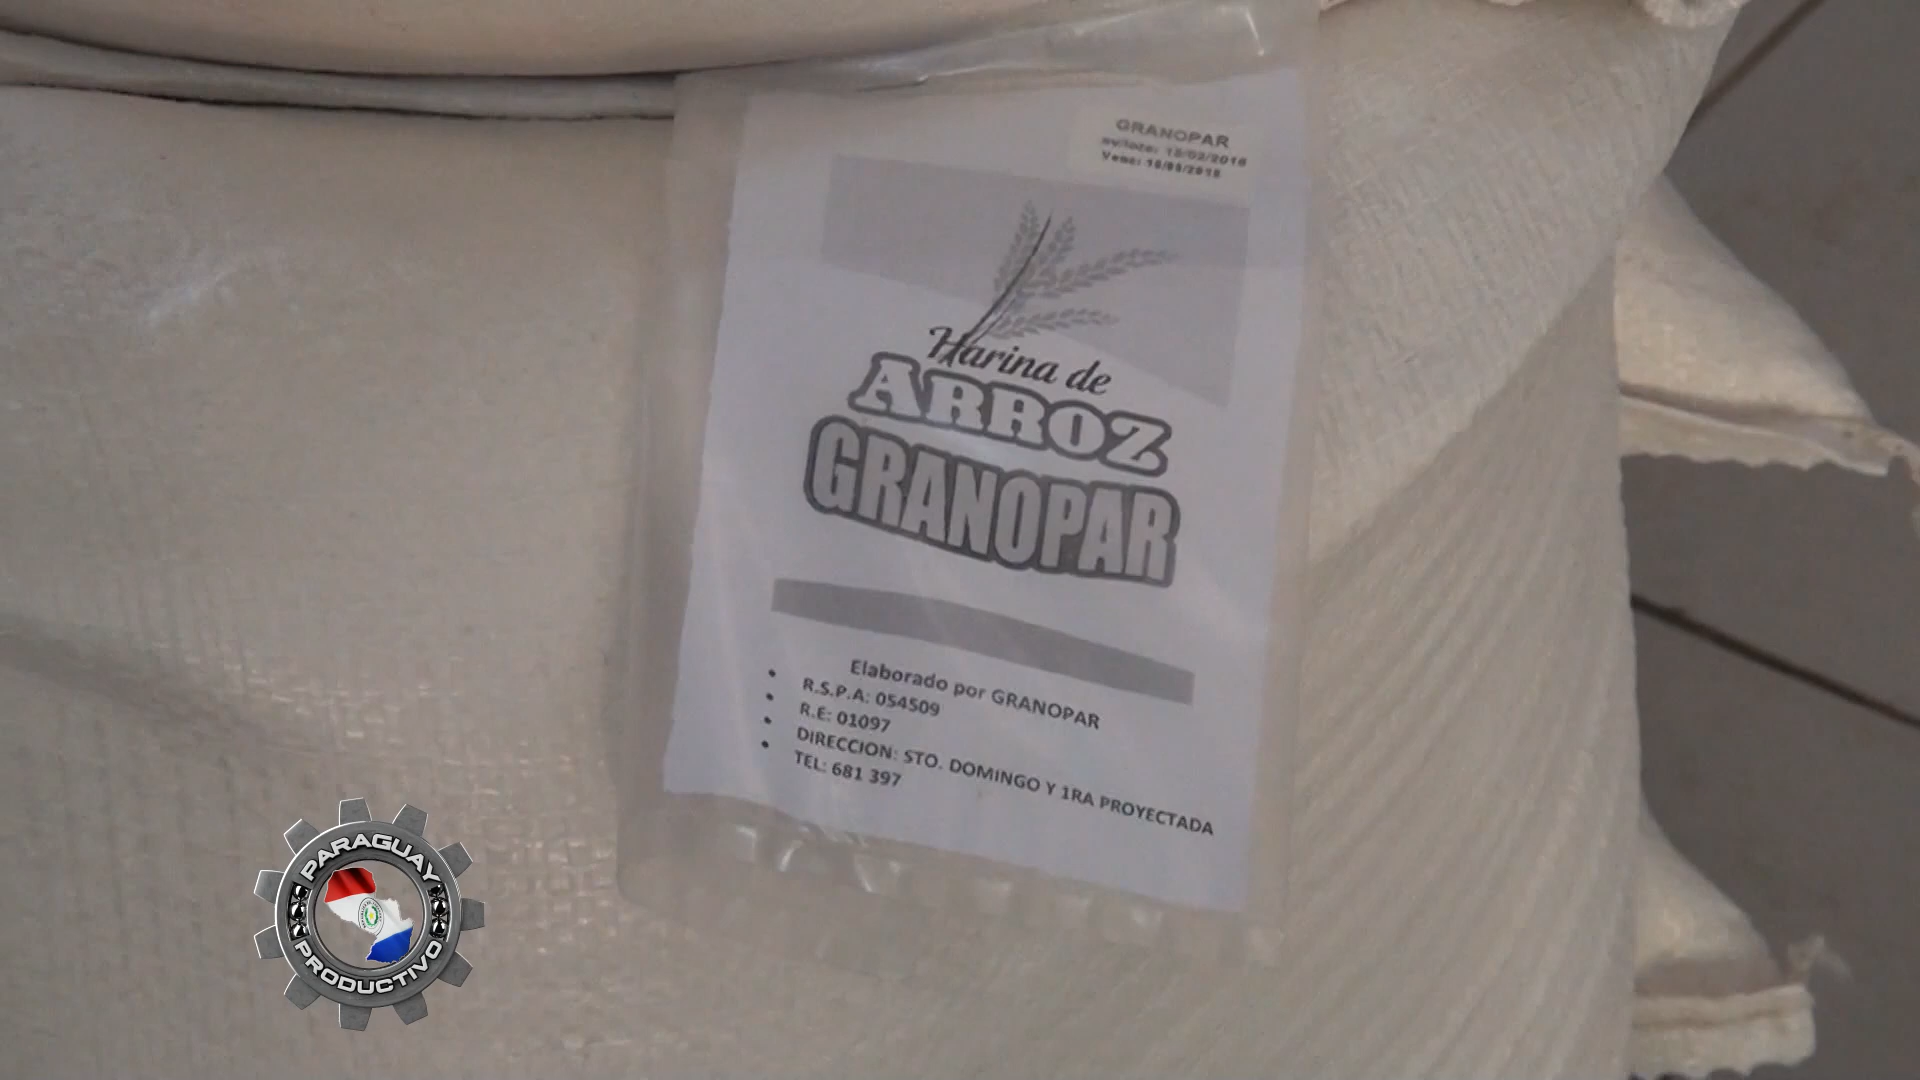 GRANOPAR
Harina de
ARROZ
GRANOPAR
Elaborado por GRANOPAR
• R.S.P.A: 054509
• R.E: 01097
• DIRECCION: STO. DOMINGO Y 1RA PROYECTADA
• TEL: 681 397
PARAGUAY
PRODUCTIVO